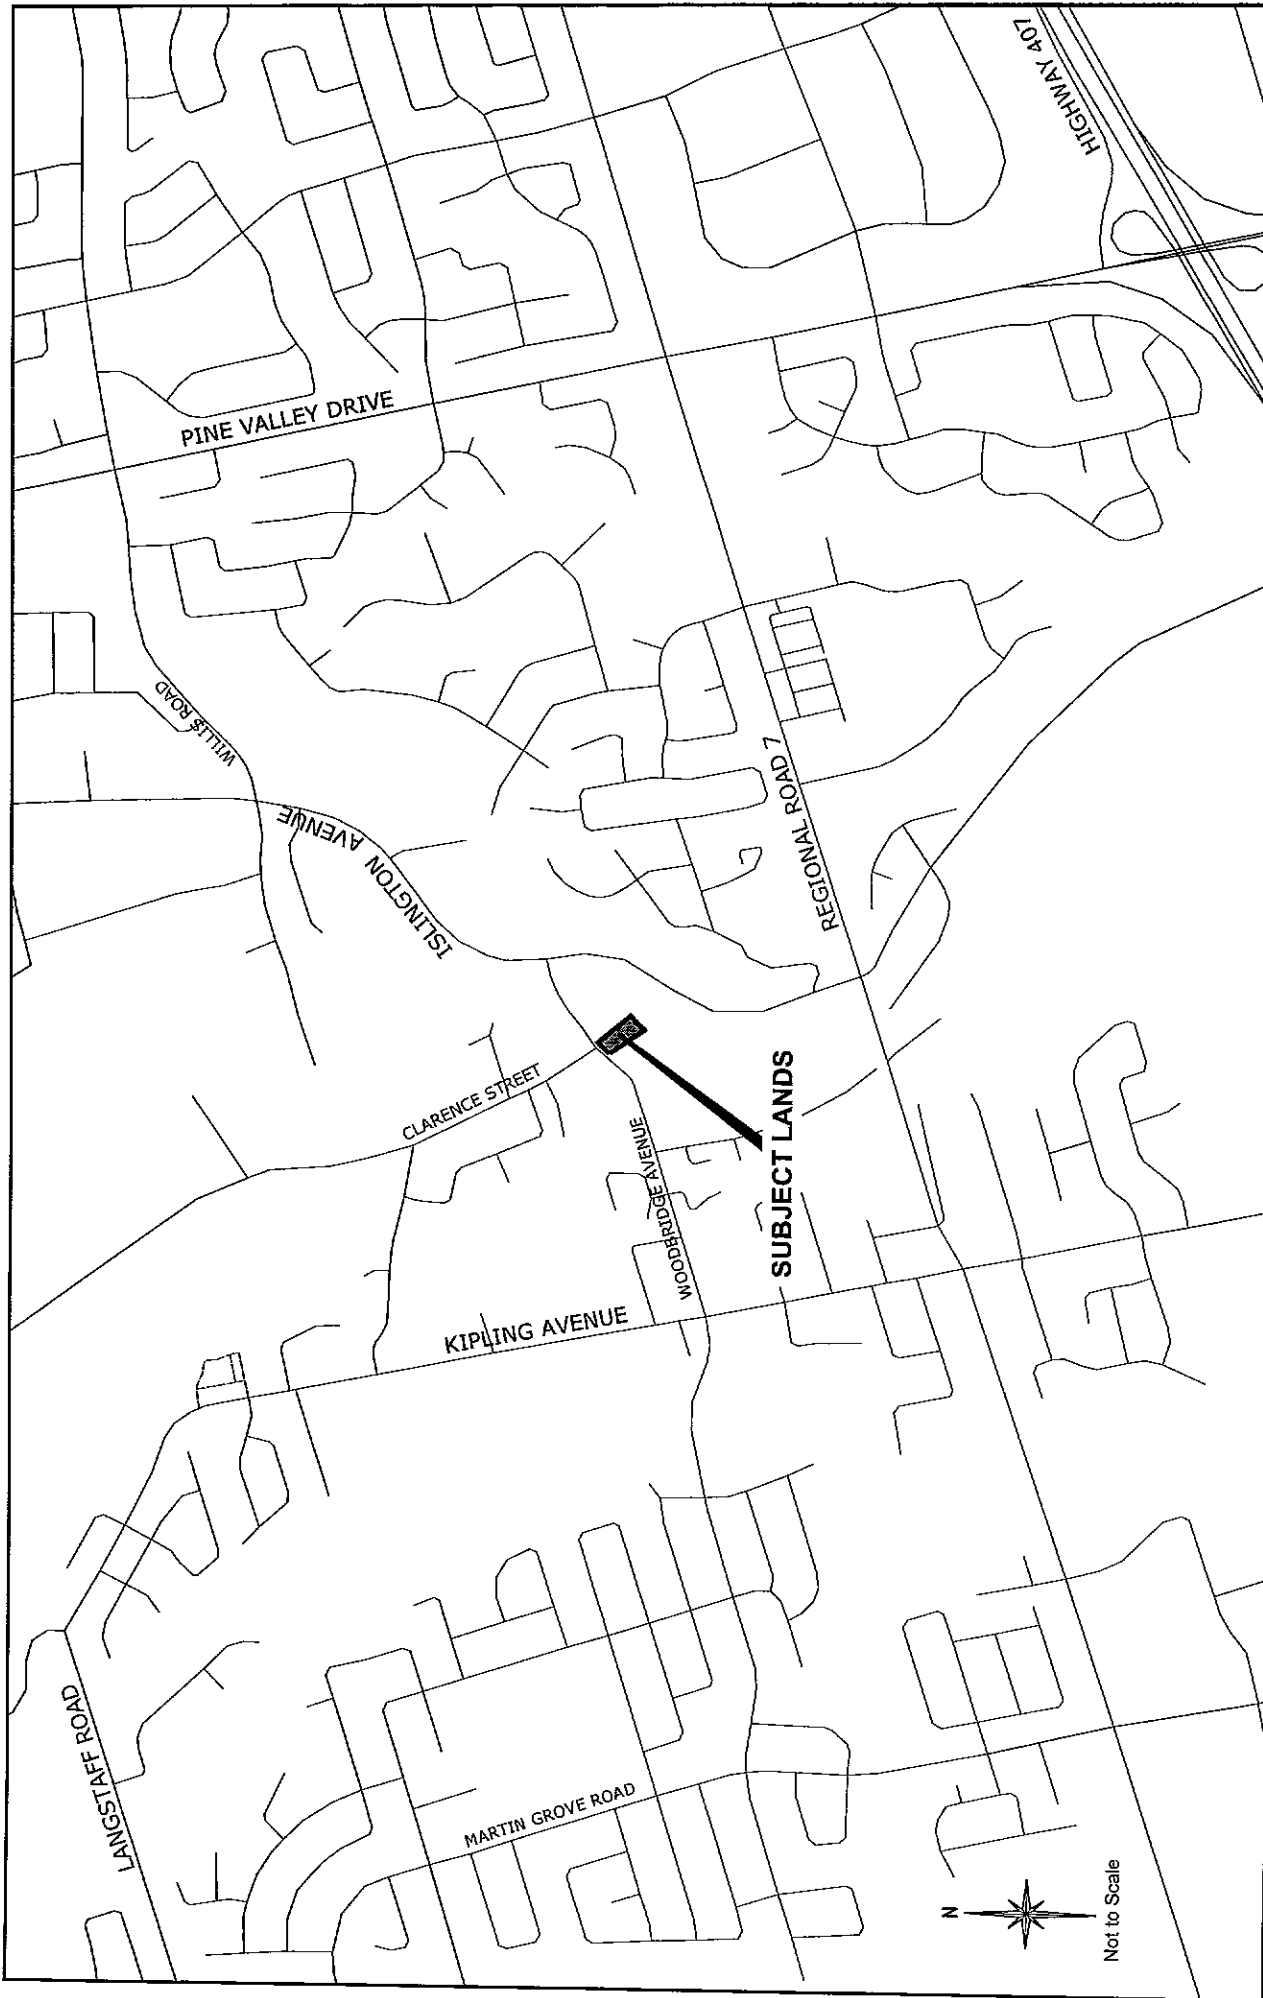 LANGSTAFF ROAD
MARTIN GROVE ROAD
KIPLING AVENUE
WOODBRIDGE AVENUE
CLARENCE STREET
ISLINGTON AVENUE
WILLIS ROAD
PINE VALLEY DRIVE
REGIONAL ROAD 7
HIGHWAY 407
SUBJECT LANDS
N
Not to Scale